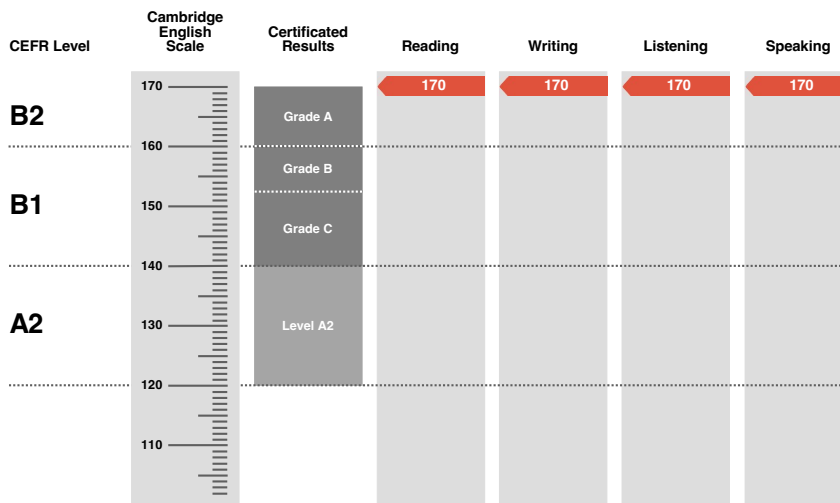 CEFR Level
Cambridge
English
Scale
Certificated
Results
Reading
Writing
Listening
Speaking
170
170
170
170
170
B2
Grade A
160
Grade B
B1
150
Grade C
140
A2
130
Level A2
120
110